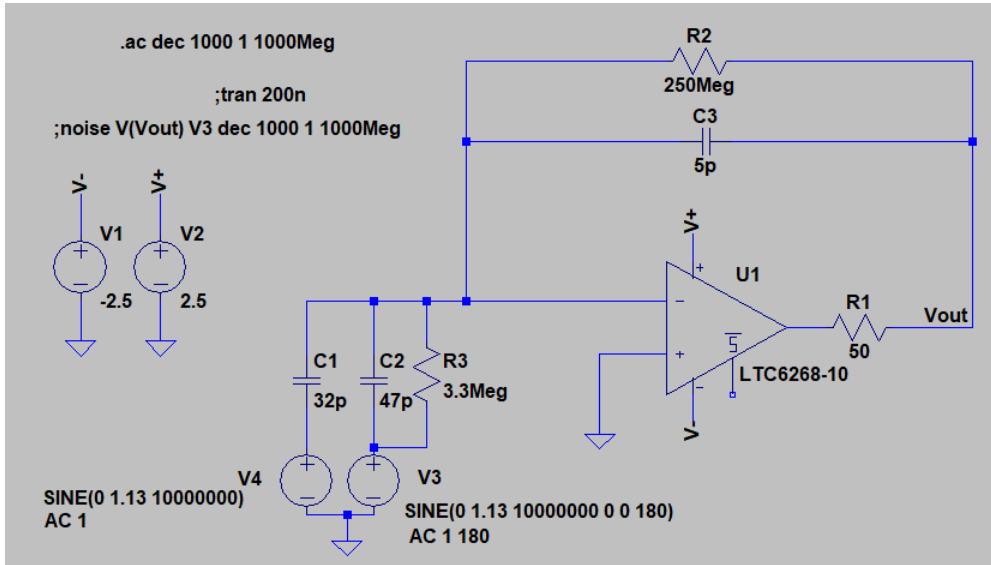 .ac dec 1000 1 1000Meg
;tran 200n
;noise V(Vout) V3 dec 1000 1 1000Meg
R2
250Meg
C3
5p
V-
V+
V1
V2
-2.5
2.5
V+
U1
R1
Vout
50
LTC6268-10
5
V-
C1
32p
C2
47p
R3
3.3Meg
V4
V3
SINE(0 1.13 10000000)
AC 1
SINE(0 1.13 10000000 0 0 180)
AC 1 180